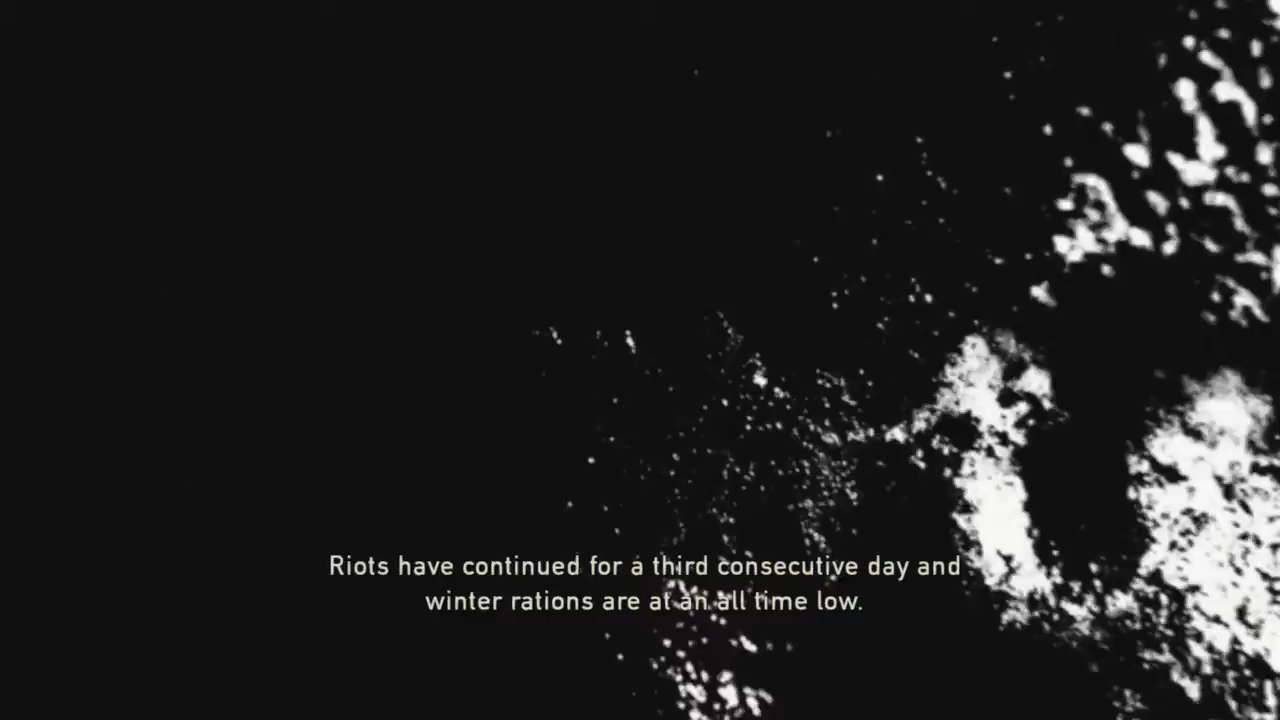 Riots have continued for a third consecutive day and
winter rations are at an all time low.